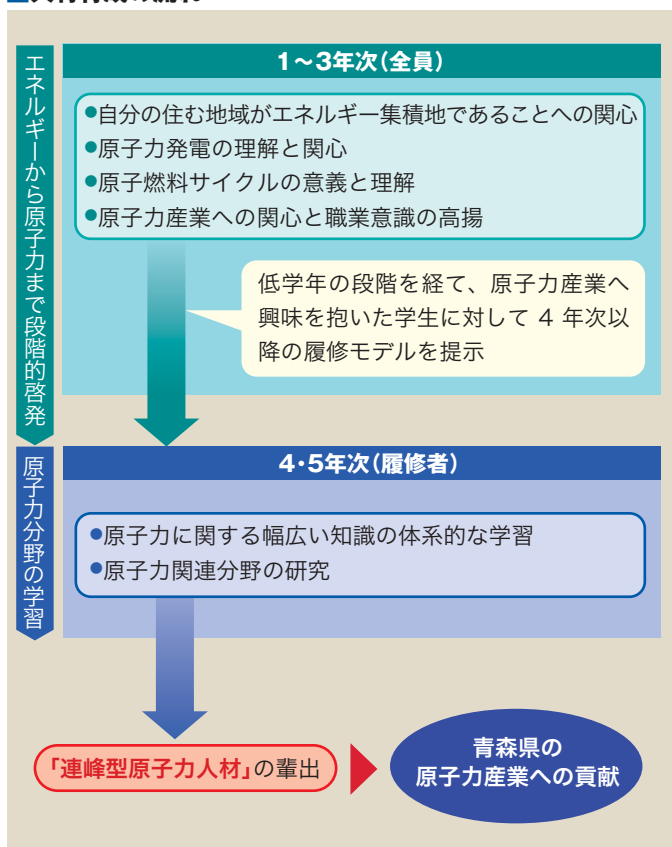 1～3年次（全員）
エネルギーから原子力まで段階的啓発
●自分の住む地域がエネルギー集積地であることへの関心
●原子力発電の理解と関心
●原子燃料サイクルの意義と理解
●原子力産業への関心と職業意識の高揚
低学年の段階を経て、原子力産業へ
興味を抱いた学生に対して 4 年次以
降の履修モデルを提示
4・5年次（履修者）
原子力分野の学習
●原子力に関する幅広い知識の体系的な学習
●原子力関連分野の研究
「連峰型原子力人材」の輩出
青森県の
原子力産業への貢献